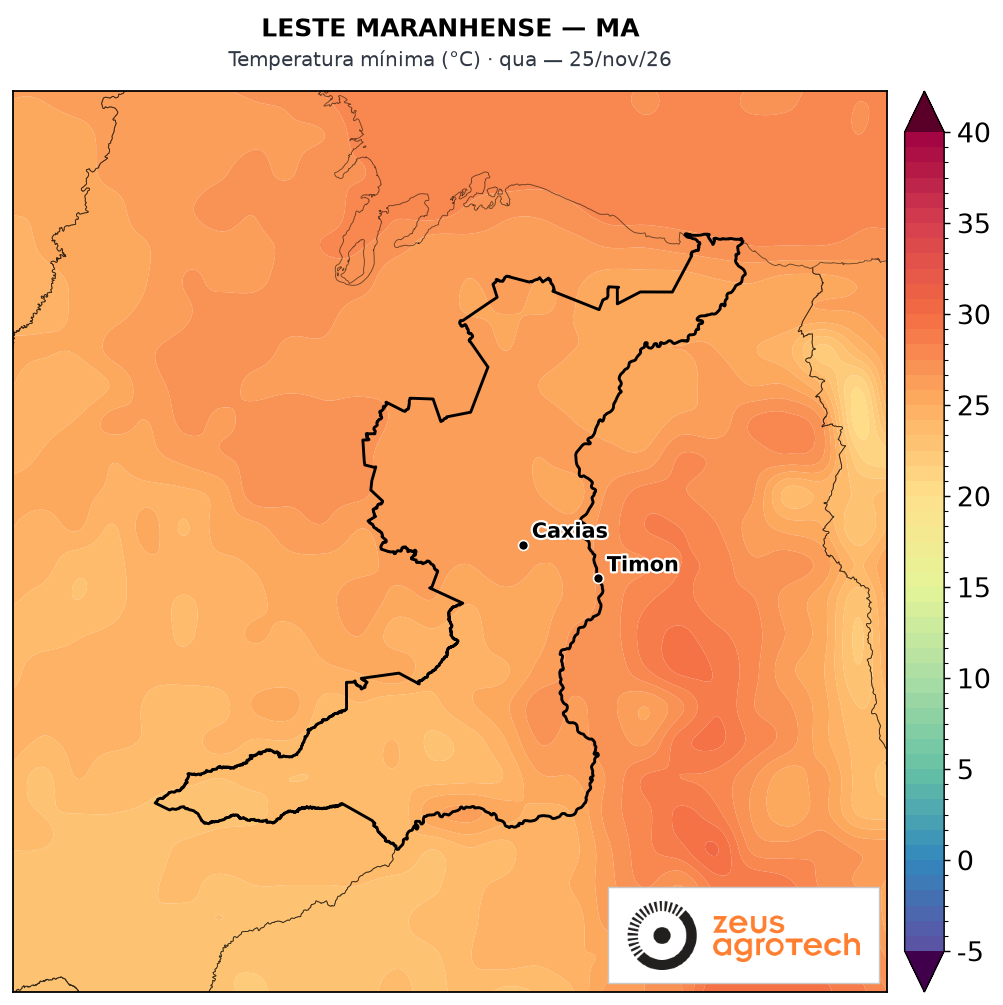 LESTE MARANHENSE — MA
Temperatura mínima (°C) · qua — 25/nov/26
40
35
30
25
20
15
10
5
0
-5
Caxias
Timon
zeus
agrotech